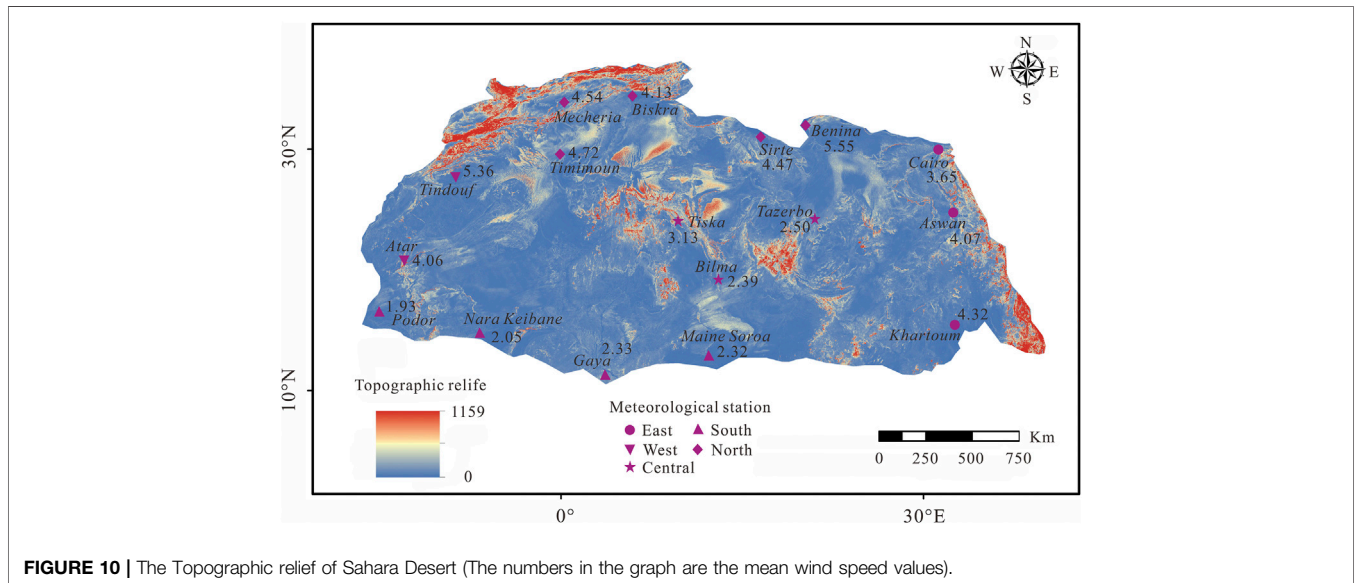 N
W E
S
30°N
10°N
4.54
Mecheria
4.13
Biskra
4.72
Timimoun
5.36
Tindouf
Sirte
4.47
Benina
5.55
Cairo
3.65
Aswan
4.07
Tazerbo
2.50
Tiska
3.13
Atar
4.06
Bilma
2.39
1.93
Podor
Nara Keibane
2.05
2.33
Gaya
Maine Soroa
2.32
4.32
Khartoum
Topographic relife
1159
0
Meteorological station
East South
West North
Central
Km
0 250 500 750
0° 30°E
FIGURE 10 | The Topographic relief of Sahara Desert (The numbers in the graph are the mean wind speed values).